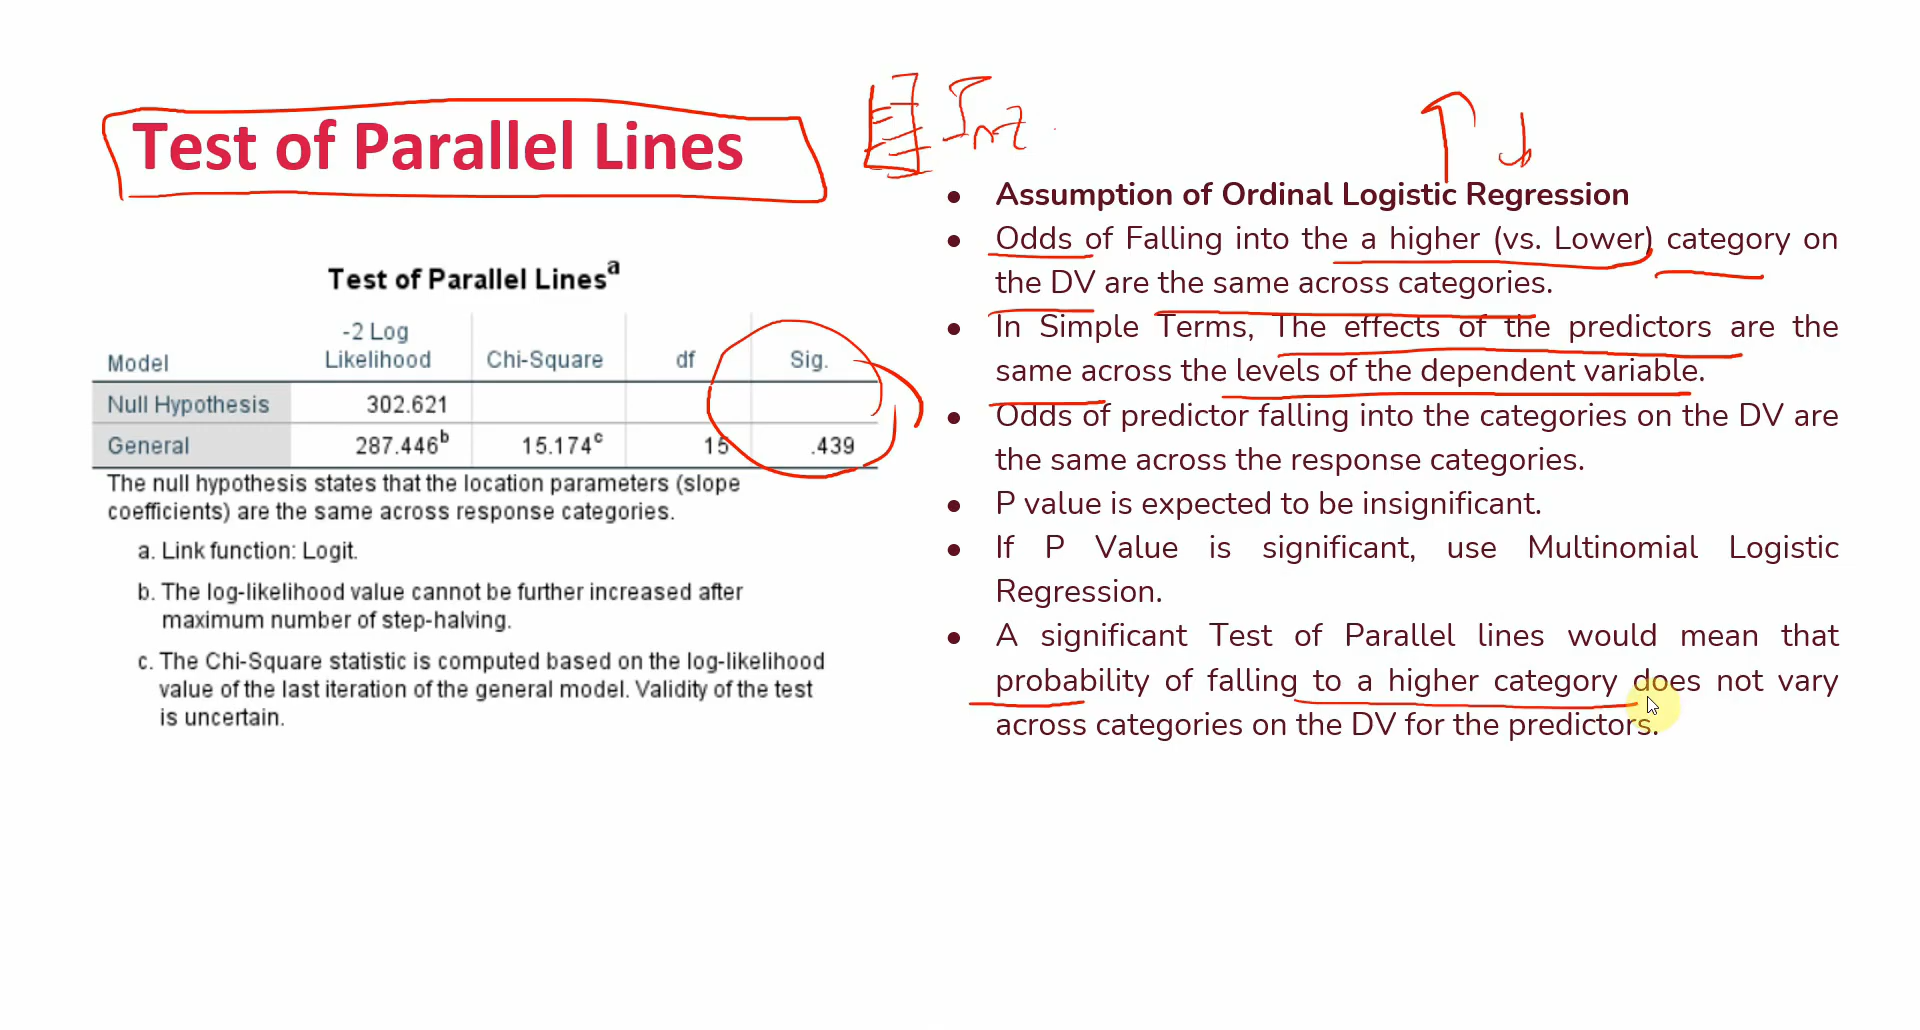 Test of Parallel Lines
Test of Parallel Linesa
-2 Log
Model Likelihood Chi-Square df Sig.
Null Hypothesis 302.621
General 287.446b 15.174c 15 .439
The null hypothesis states that the location parameters (slope
coefficients) are the same across response categories.
a. Link function: Logit.
b. The log-likelihood value cannot be further increased after
maximum number of step-halving.
c. The Chi-Square statistic is computed based on the log-likelihood
value of the last iteration of the general model. Validity of the test
is uncertain.
• Assumption of Ordinal Logistic Regression
• Odds of Falling into the a higher (vs. Lower) category on
the DV are the same across categories.
• In Simple Terms, The effects of the predictors are the
same across the levels of the dependent variable.
• Odds of predictor falling into the categories on the DV are
the same across the response categories.
• P value is expected to be insignificant.
• If P Value is significant, use Multinomial Logistic
Regression.
• A significant Test of Parallel lines would mean that
probability of falling to a higher category does not vary
across categories on the DV for the predictors.